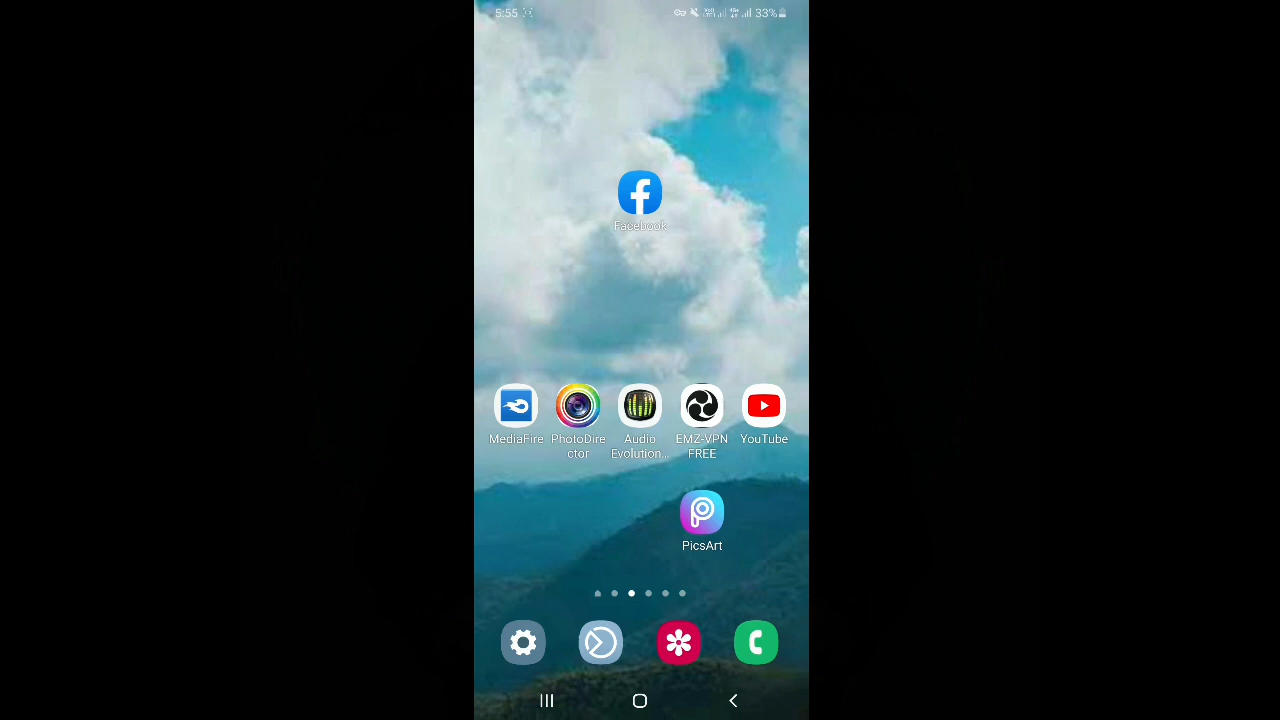 5:55
33%
Facebook
MediaFire PhotoDire Audio EMZ-VPN YouTube
ctor Evolution... FREE
PicsArt